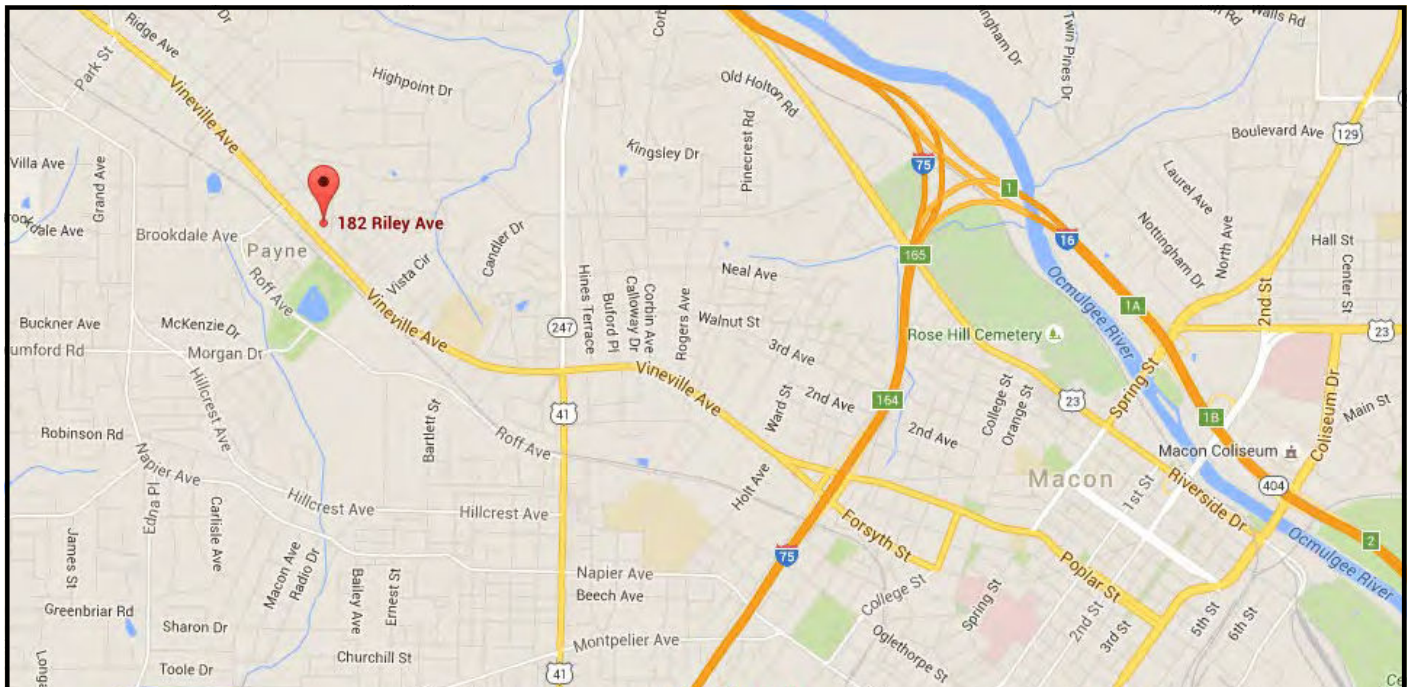 Ridge Ave
Park St
Vineville Ave
Highpoint Dr
Old Holton Rd
Twin Pines Dr
Walls Rd
129
Boulevard Ave
Villa Ave
Grand Ave
Kingsley Dr
Pinecrest Rd
75
1
Laurel Ave
Nottingham Dr
North Ave
182 Riley Ave
Brookdale Ave
Payne
Candler Dr
Vista Cir
Roff Ave
16
165
Hall St
Center St
2nd St
Neal Ave
Ocmulgee River
1A
Buckner Ave
McKenzie Dr
Morgan Dr
Vineville Ave
247
Hines Terrace
Buford Pl
Calloway Dr
Corbin Ave
Rogers Ave
Walnut St
3rd Ave
Rose Hill Cemetery
23
Spring St
Coliseum Dr
Hillcrest Ave
Vineville Ave
41
Ward St
2nd Ave
164
2nd Ave
College St
Orange St
23
1B
Main St
Robinson Rd
Napier Ave
Bartlett St
Roff Ave
Macon Coliseum
Macon
404
Riverside Dr
1st St
Edna Pl
Carlisle Ave
Hillcrest Ave
Hillcrest Ave
Holt Ave
Forsyth St
2
Ocmulgee River
James St
Macon Ave
Radio Dr
Bailey Ave
Ernest St
Napier Ave
Beech Ave
75
College St
Spring St
Poplar St
Greenbriar Rd
Sharon Dr
Montpelier Ave
Oglethorpe St
2nd St
3rd St
5th St
6th St
Toole Dr
Churchill St
41